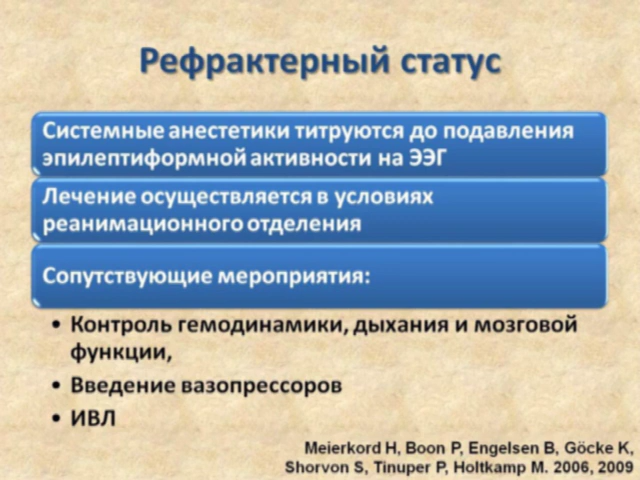 Рефрактерный статус
Системные анестетики титруются до подавления
эпилептиформной активности на ЭЭГ
Лечение осуществляется в условиях
реанимационного отделения
Сопутствующие мероприятия:
• Контроль гемодинамики, дыхания и мозговой
функции,
• Введение вазопрессоров
• ИВЛ
Meierkord H, Boon P, Engelsen B, Göcke K,
Shorvon S, Tinuper P, Holtkamp M. 2006, 2009